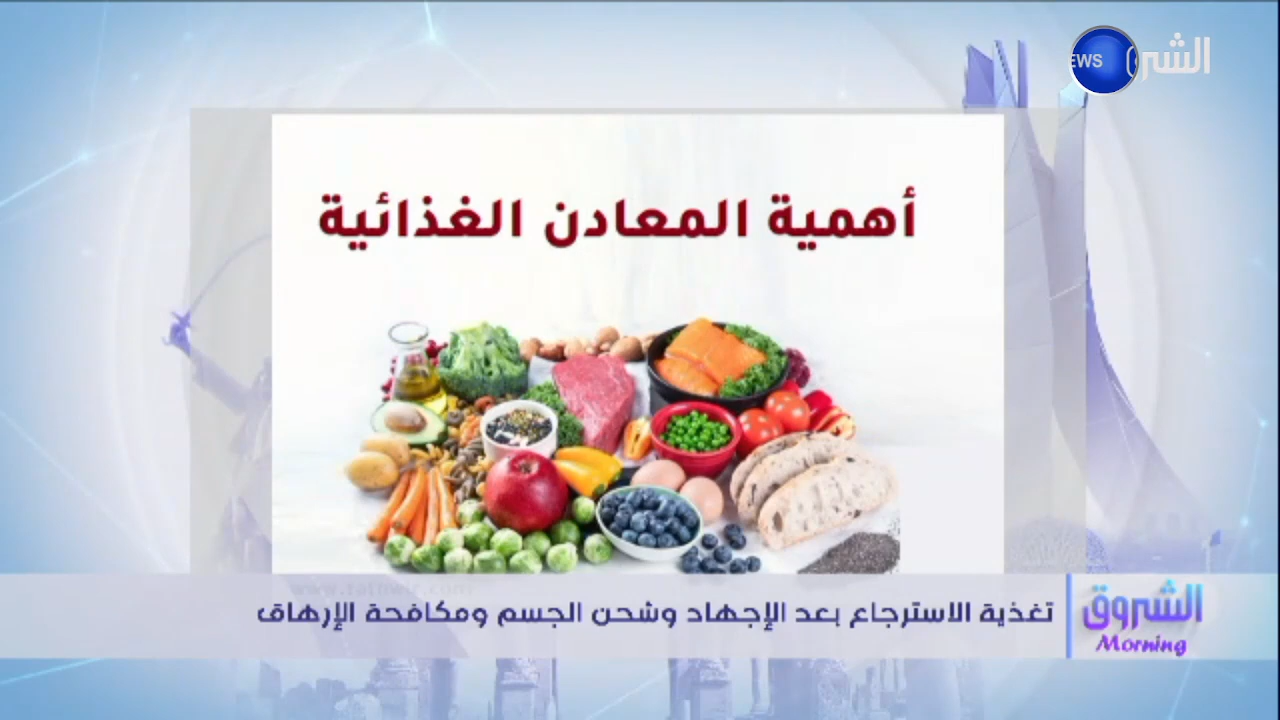 الشروق NEWS
أهمية المعادن الغذائية
تغذية الاسترجاع بعد الإجهاد وشحن الجسم ومكافحة الإرهاق
الشروق
Morning